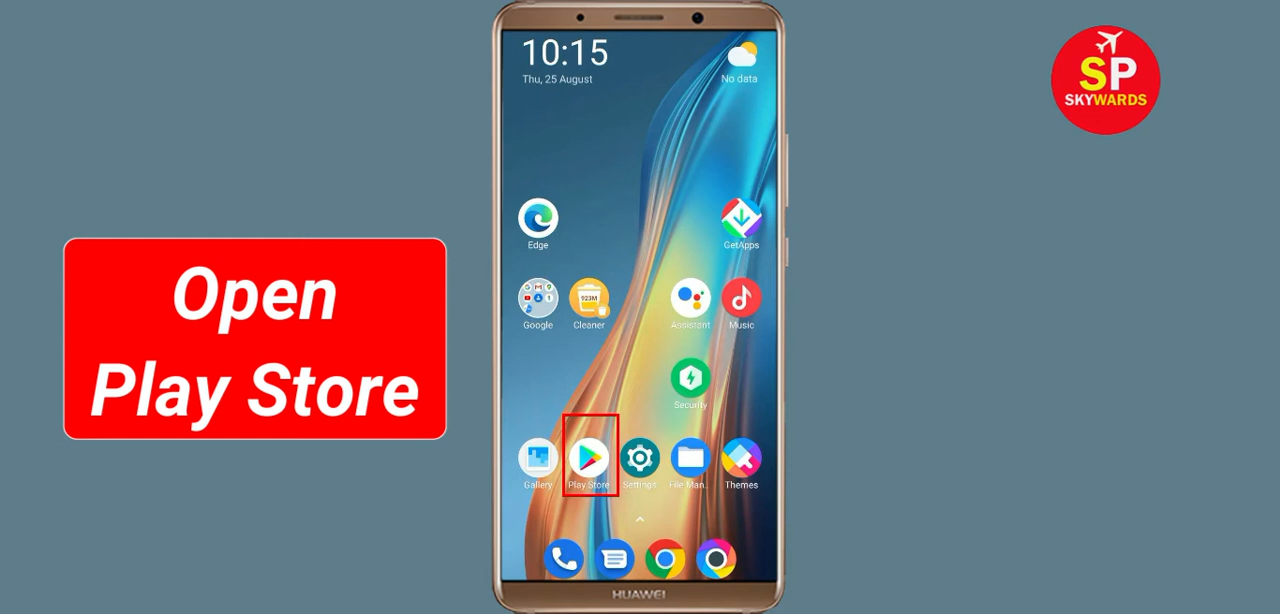 10:15
Thu, 25 August
No data
SP
SKYWARDS
Edge
GetApps
Open
Play Store
923M
Google
Cleaner
Assistant
Music
Security
Gallery
Play Store
Settings
File Man..
Themes
HUAWEI